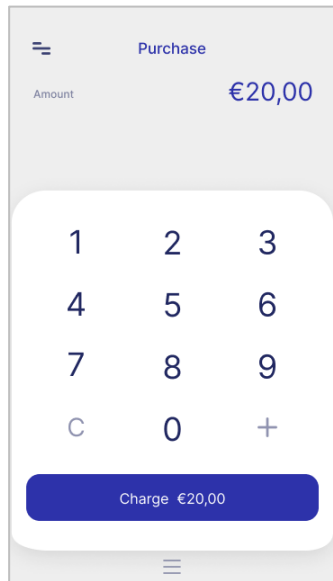 Purchase
Amount €20,00
1 2 3
4 5 6
7 8 9
C 0 +
Charge €20,00